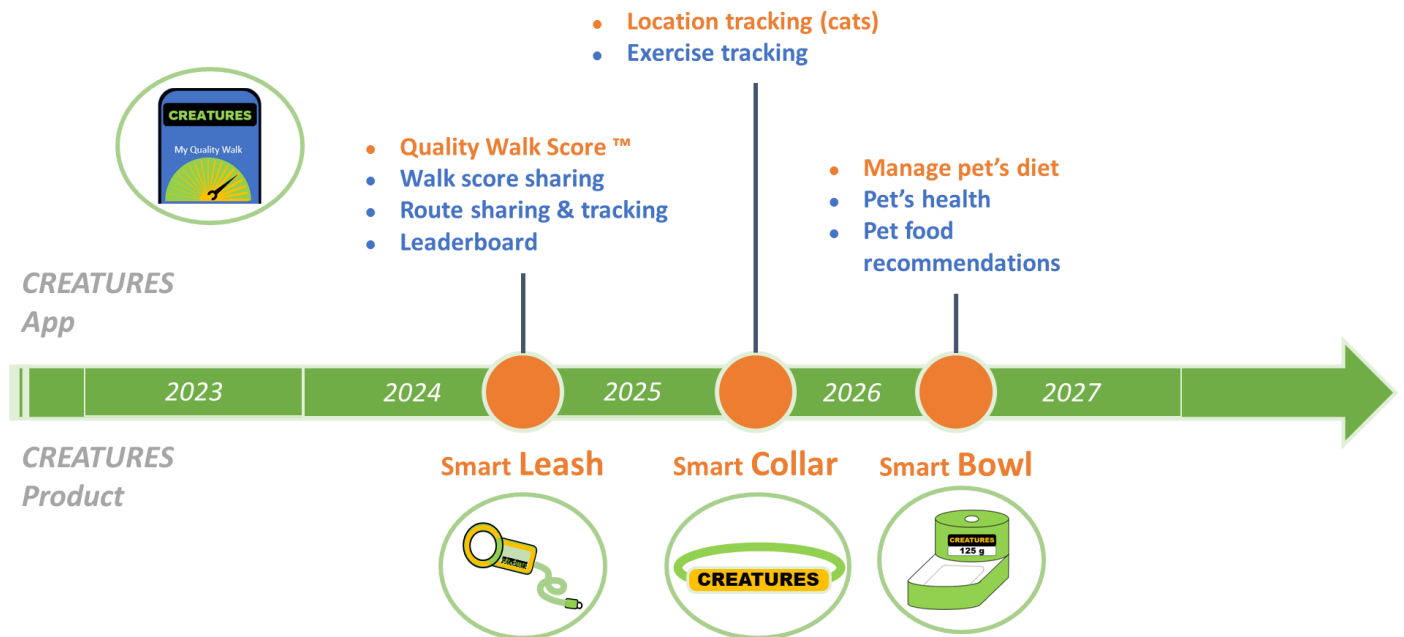 Location tracking (cats)
Exercise tracking
CREATURES
My Quality Walk
Quality Walk Score ™
Walk score sharing
Route sharing & tracking
Leaderboard
Manage pet’s diet
Pet’s health
Pet food
recommendations
CREATURES
App
2023
2024
2025
2026
2027
CREATURES
Product
Smart Leash
Smart Collar
Smart Bowl
CREATURES
CREATURES
125 g